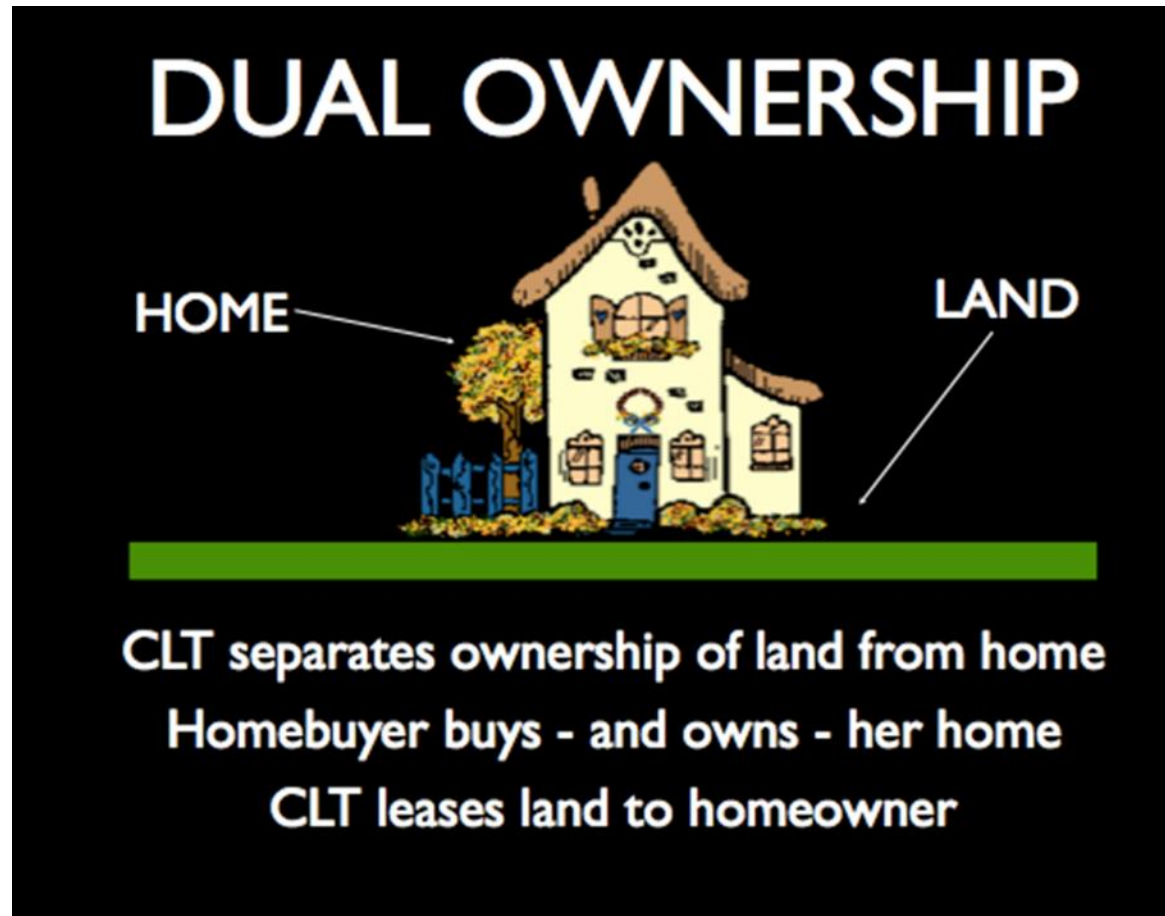 DUAL OWNERSHIP
HOME
LAND
CLT separates ownership of land from home
Homebuyer buys - and owns - her home
CLT leases land to homeowner